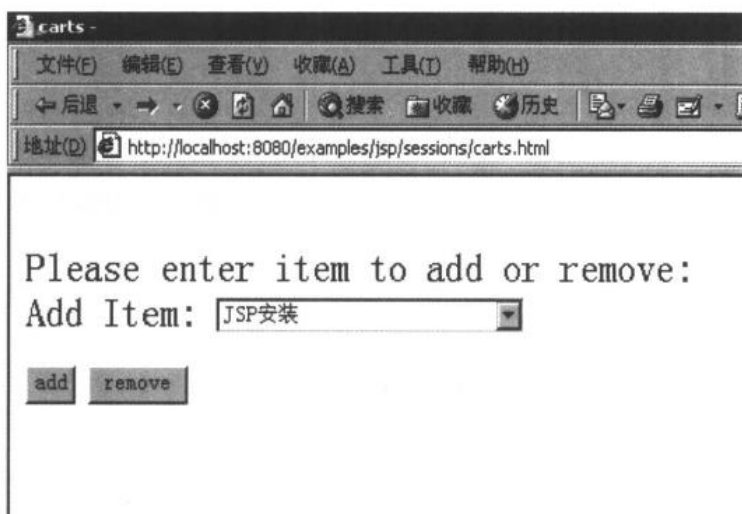 carts -
文件(F) 编辑(E) 查看(V) 收藏(A) 工具(T) 帮助(H)
后退 搜索 收藏 历史
地址(D) http://localhost:8080/examples/jsp/sessions/carts.html
Please enter item to add or remove:
Add Item: JSP安装
add remove